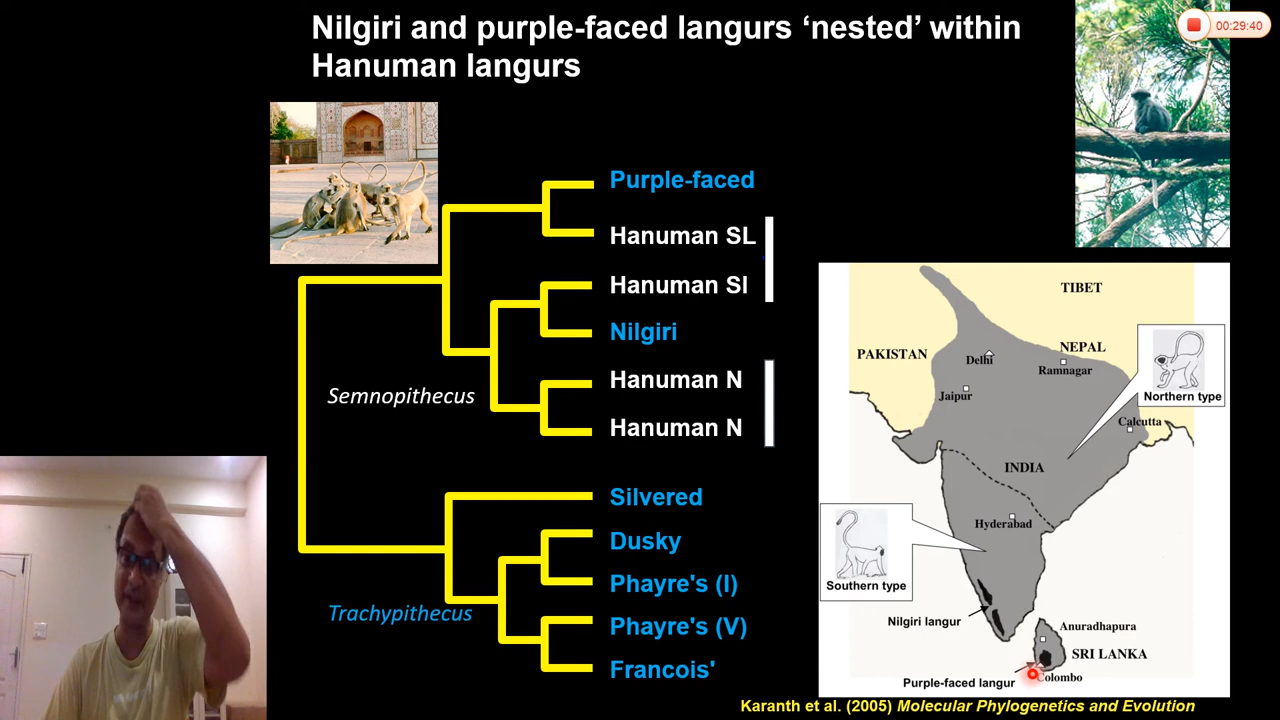 Nilgiri and purple-faced langurs ‘nested’ within
Hanuman langurs
00:29:40
Purple-faced
Hanuman SL
Hanuman SI
Nilgiri
Hanuman N
Hanuman N
Semnopithecus
Silvered
Dusky
Phayre's (I)
Phayre's (V)
Francois'
Trachypithecus
TIBET
PAKISTAN
NEPAL
Delhi
Ramnagar
Jaipur
Northern type
Calcutta
INDIA
Hyderabad
Southern type
Nilgiri langur
Anuradhapura
SRI LANKA
Colombo
Purple-faced langur
Karanth et al. (2005) Molecular Phylogenetics and Evolution